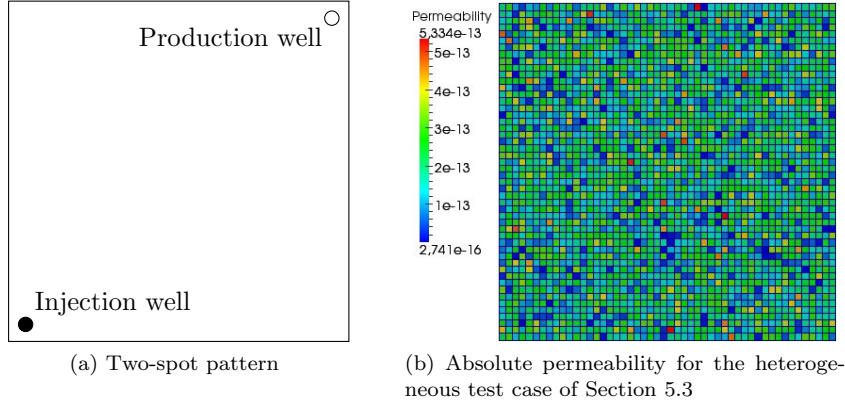 Production well
Injection well
(a) Two-spot pattern
Permeability
5,334e-13
5e-13
4e-13
3e-13
2e-13
1e-13
2,741e-16
(b) Absolute permeability for the heteroge-
neous test case of Section 5.3